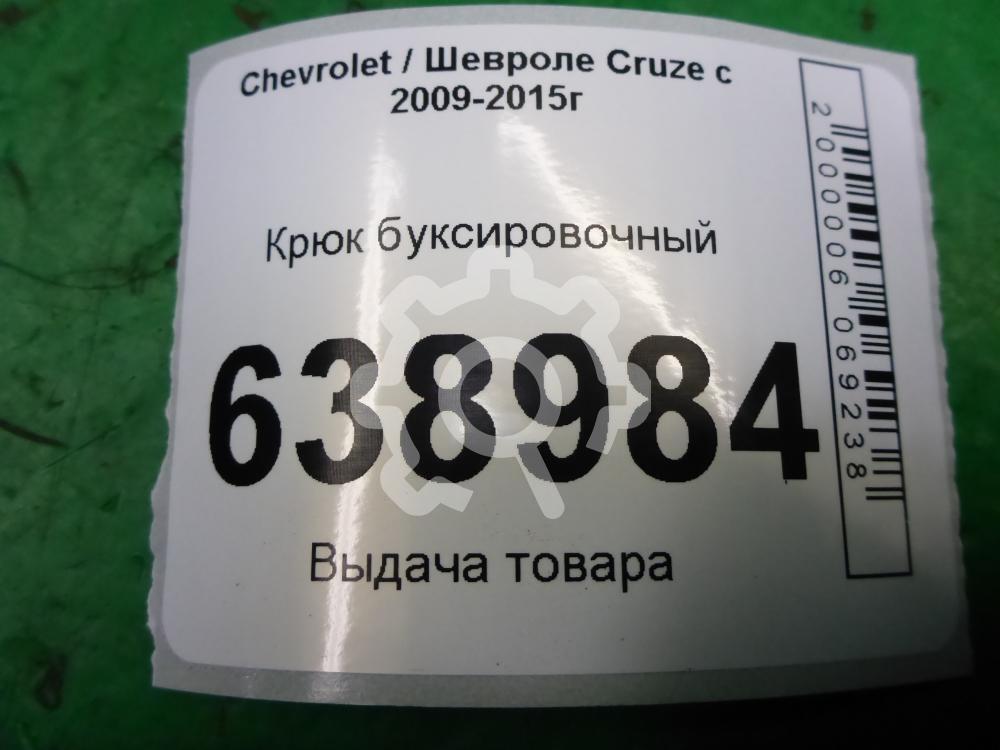 Chevrolet / Шевроле Cruze с
2009-2015г
Крюк буксировочный
638984
Выдача товара
2000006069238